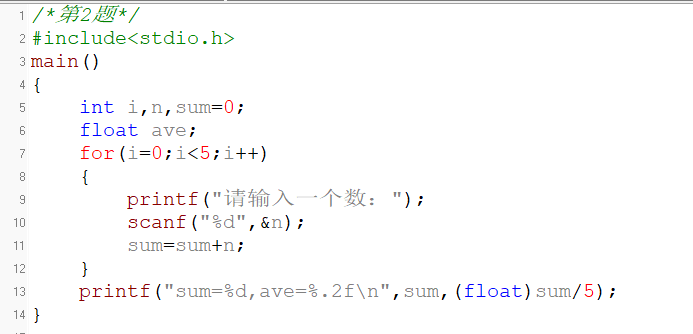 1 /*第2题*/
2 #include<stdio.h>
3 main()
4 {
5     int i,n,sum=0;
6     float ave;
7     for(i=0;i<5;i++)
8     {
9         printf("请输入一个数：");
10         scanf("%d",&n);
11         sum=sum+n;
12     }
13     printf("sum=%d,ave=%.2f\n",sum,(float)sum/5);
14 }